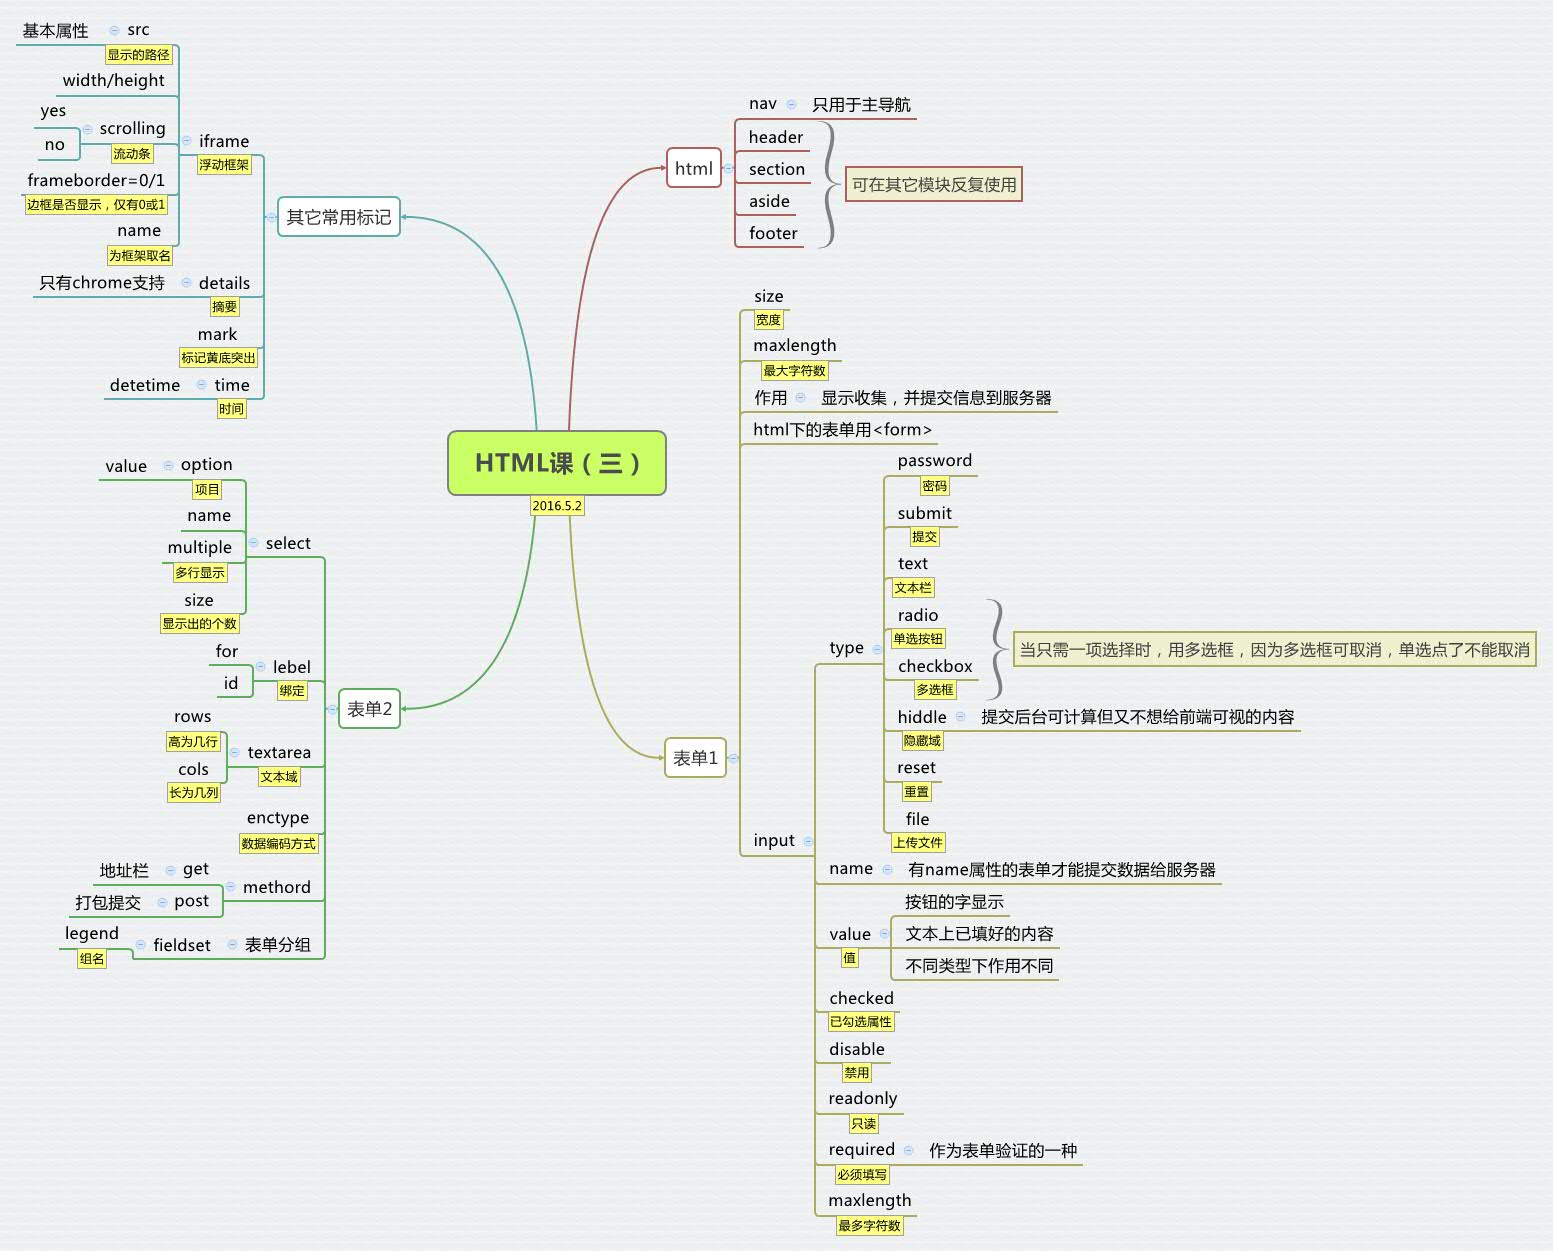 HTML课（三）
2016.5.2
html
nav
只用于主导航
header
section
aside
footer
可在其它模块反复使用
表单1
size
宽度
maxlength
最大字符数
作用
显示收集，并提交信息到服务器
html下的表单用<form>
input
type
password
密码
submit
提交
text
文本栏
radio
单选按钮
checkbox
多选框
当只需一项选择时，用多选框，因为多选框可取消，单选点了不能取消
hiddle
提交后台可计算但又不想给前端可视的内容
隐藏域
reset
重置
file
上传文件
name
有name属性的表单才能提交数据给服务器
value
值
按钮的字显示
文本上已填好的内容
不同类型下作用不同
checked
已勾选属性
disable
禁用
readonly
只读
required
作为表单验证的一种
必须填写
maxlength
最多字符数
其它常用标记
iframe
浮动框架
基本属性
src
显示的路径
width/height
scrolling
流动条
yes
no
frameborder=0/1
边框是否显示，仅有0或1
name
为框架取名
只有chrome支持
details
摘要
mark
标记黄底突出
detetime
time
时间
表单2
select
value
option
项目
name
multiple
多行显示
size
显示出的个数
lebel
绑定
for
id
textarea
文本域
rows
高为几行
cols
长为几列
enctype
数据编码方式
methord
地址栏
get
打包提交
post
表单分组
fieldset
legend
组名